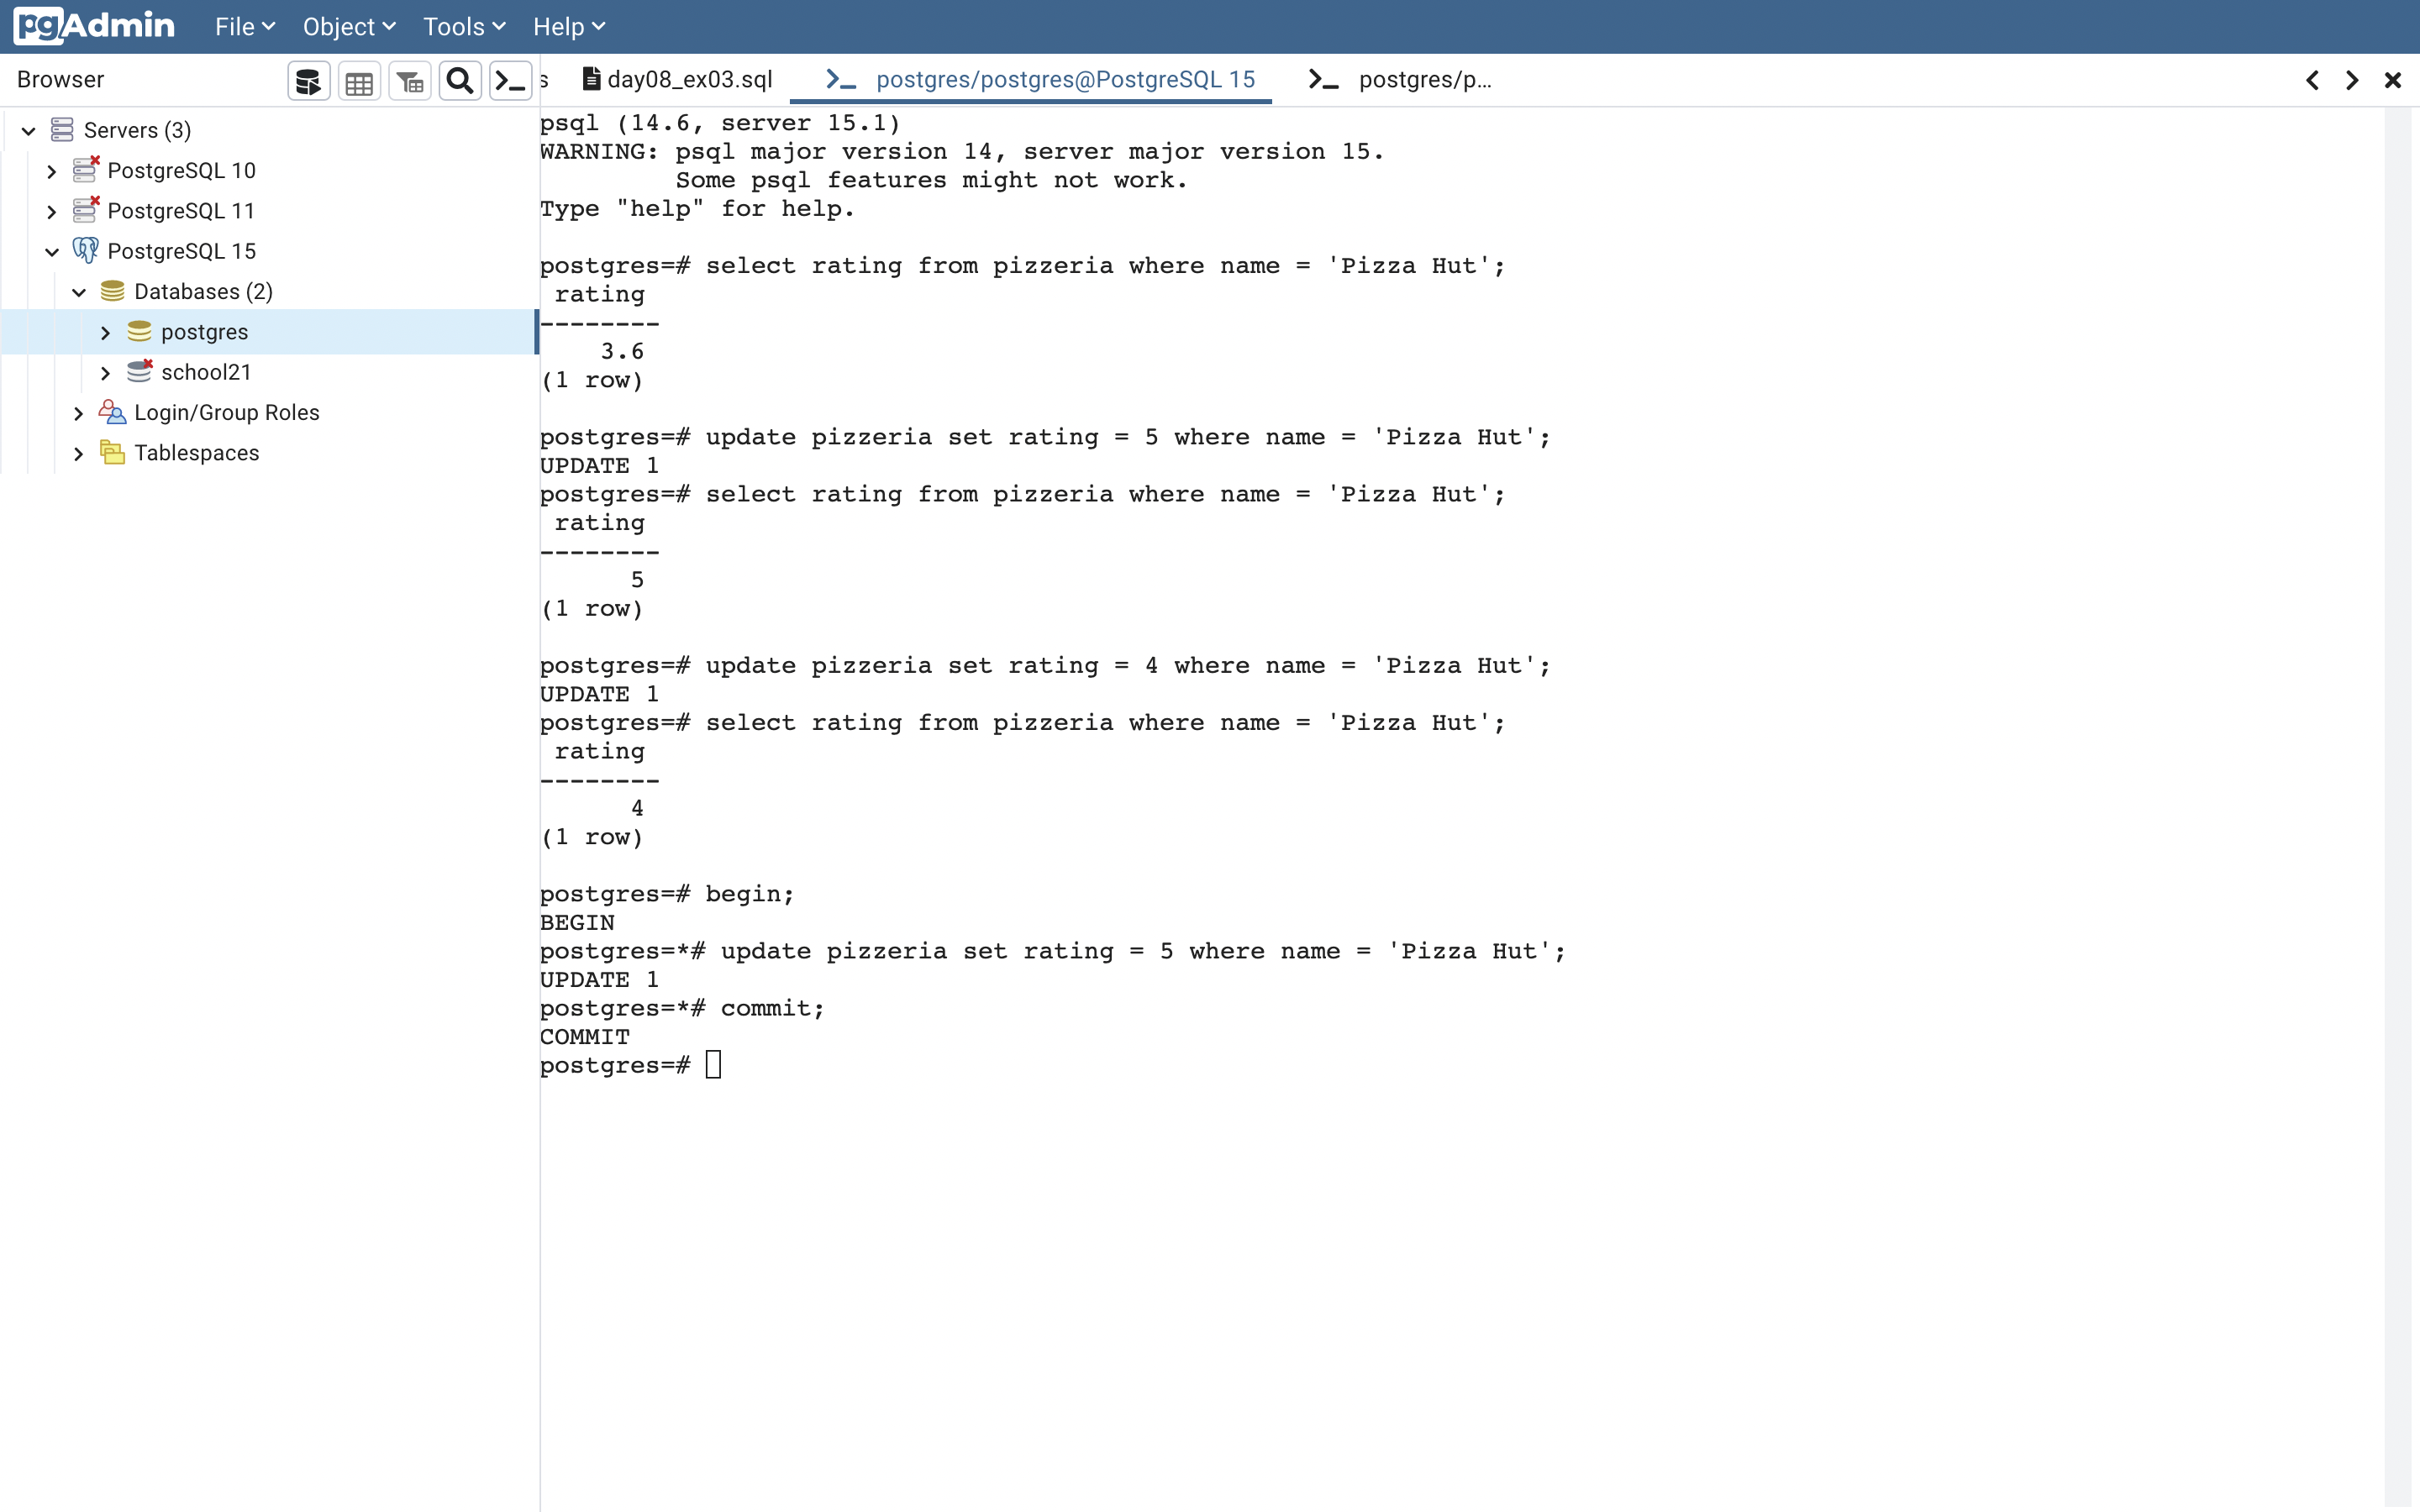 pgAdmin File Object Tools Help
Browser
s day08_ex03.sql postgres/postgres@PostgreSQL 15 postgres/p...
Servers (3)
PostgreSQL 10
PostgreSQL 11
PostgreSQL 15
Databases (2)
postgres
school21
Login/Group Roles
Tablespaces
psql (14.6, server 15.1)
WARNING: psql major version 14, server major version 15.
         Some psql features might not work.
Type "help" for help.

postgres=# select rating from pizzeria where name = 'Pizza Hut';
 rating
--------
    3.6
(1 row)

postgres=# update pizzeria set rating = 5 where name = 'Pizza Hut';
UPDATE 1
postgres=# select rating from pizzeria where name = 'Pizza Hut';
 rating
--------
      5
(1 row)

postgres=# update pizzeria set rating = 4 where name = 'Pizza Hut';
UPDATE 1
postgres=# select rating from pizzeria where name = 'Pizza Hut';
 rating
--------
      4
(1 row)

postgres=# begin;
BEGIN
postgres=*# update pizzeria set rating = 5 where name = 'Pizza Hut';
UPDATE 1
postgres=*# commit;
COMMIT
postgres=#